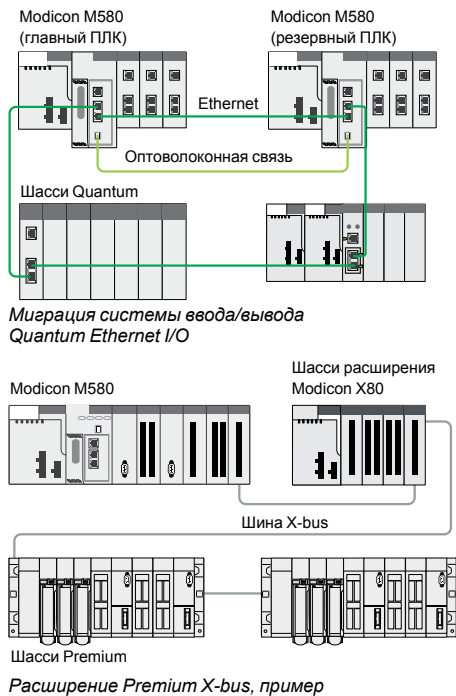 Modicon M580
(главный ПЛК)
Modicon M580
(резервный ПЛК)
Ethernet
Оптоволоконная связь
Шасси Quantum
Миграция системы ввода/вывода
Quantum Ethernet I/O
Шасси расширения
Modicon X80
Modicon M580
Шина X-bus
Шасси Premium
Расширение Premium X-bus, пример